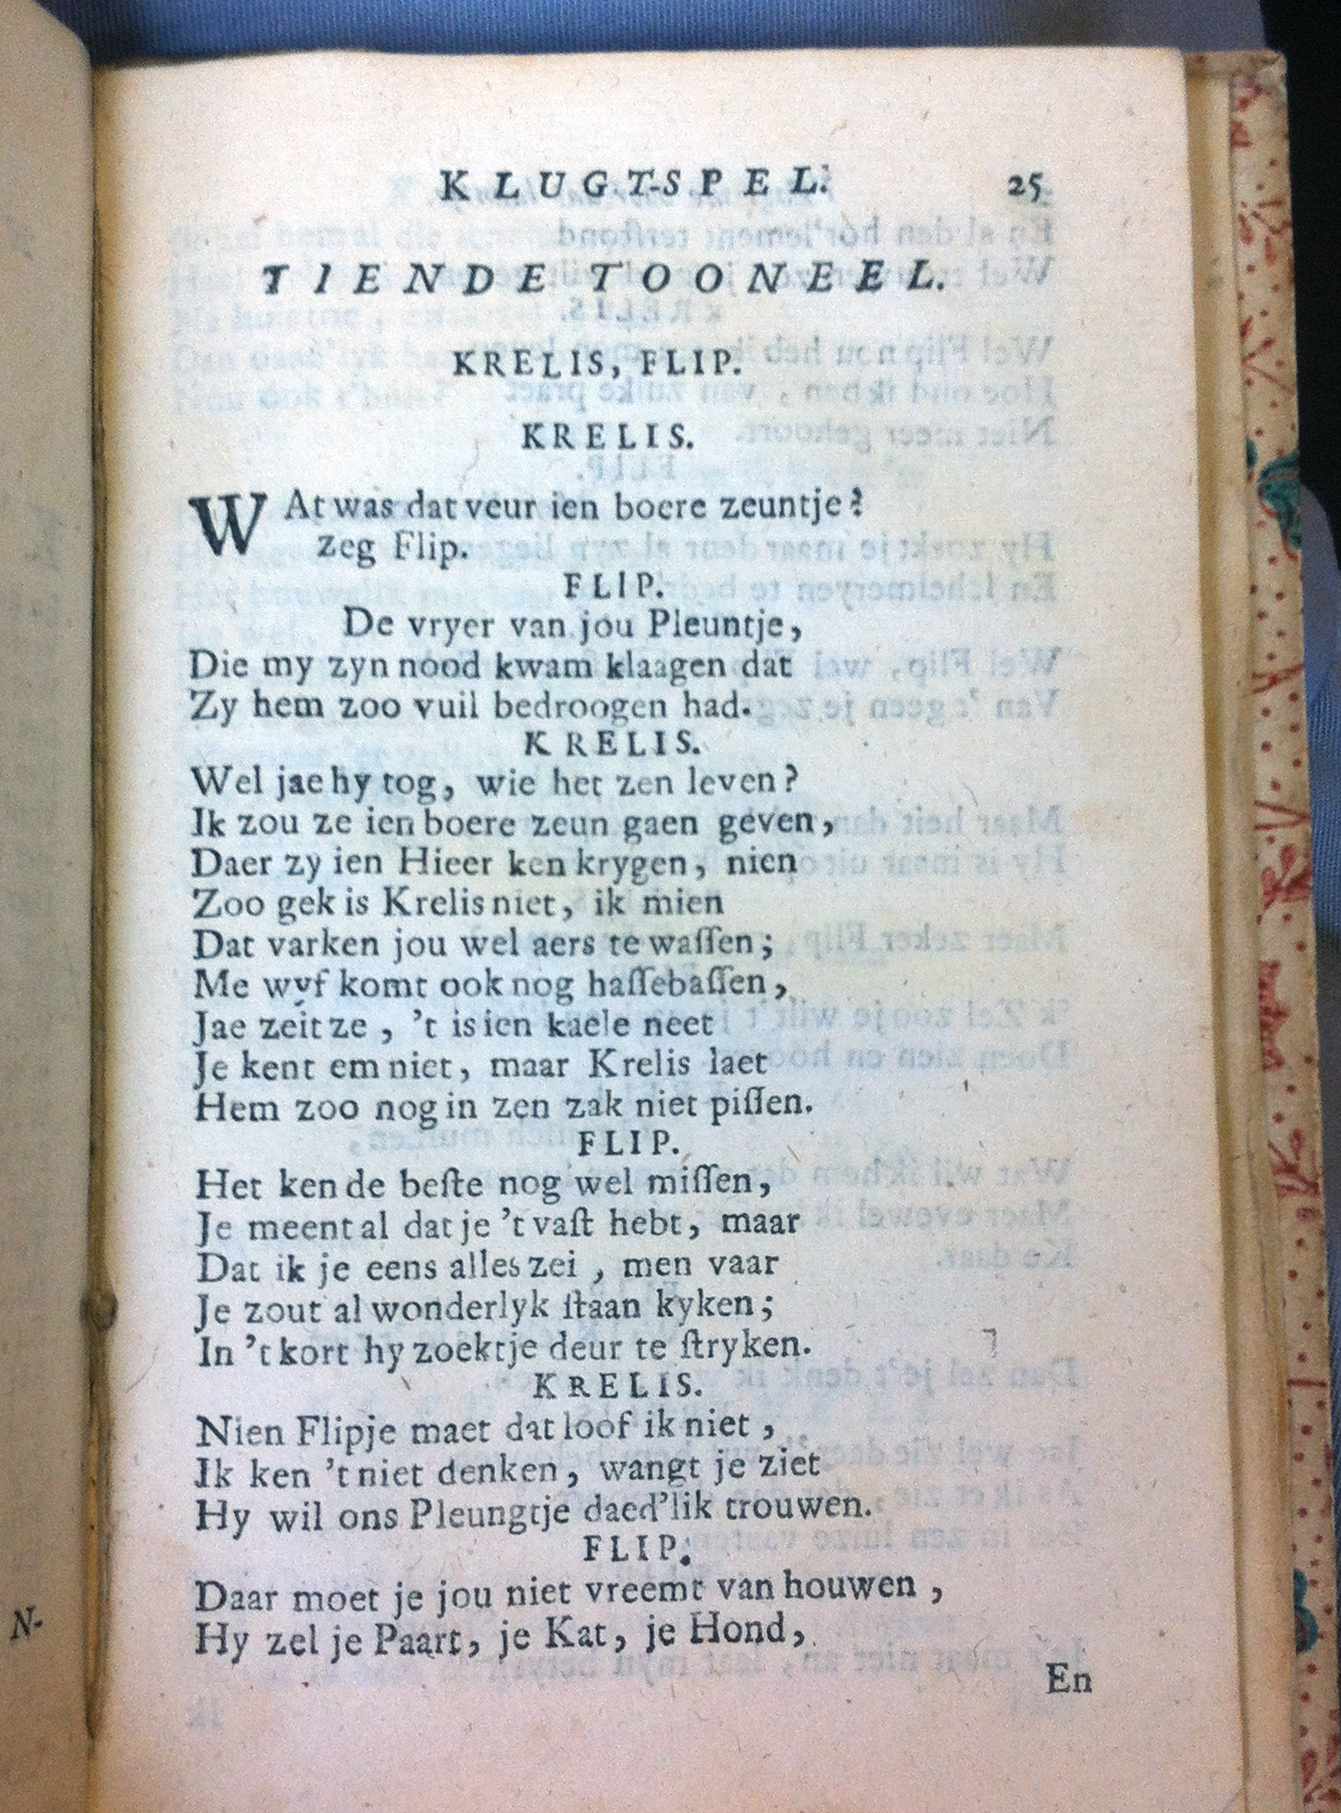 KLUGT-SPEL. 25
TIENDE TOONEEL.
KRELIS, FLIP.
KRELIS.
WAt was dat veur ien boere zeuntje?
zeg Flip.
FLIP.
De vryer van jou Pleuntje,
Die my zyn nood kwam klaagen dat
Zy hem zoo vuil bedroogen had.
KRELIS.
Wel jae hy tog, wie het zen leven?
Ik zou ze ien boere zeun gaen geven,
Daer zy ien Hieer ken krygen, nien
Zoo gek is Krelis niet, ik mien
Dat varken jou wel aers te waſſen;
Me wyf komt ook nog haſſebaſſen,
Jae zeit ze, 't is ien kaele neet
Je kent em niet, maar Krelis laet
Hem zoo nog in zen zak niet piſſen.
FLIP.
Het ken de beſte nog wel miſſen,
Je meent al dat je 't vaſt hebt, maar
Dat ik je eens alles zei, men vaar
Je zout al wonderlyk ſtaan kyken;
In 't kort hy zoektje deur te ſtryken.
KRELIS.
Nien Flipje maet dat loof ik niet,
Ik ken 't niet denken, wangt je ziet
Hy wil ons Pleungtje daed'lik trouwen.
FLIP.
Daar moet je jou niet vreemt van houwen,
Hy zel je Paart, je Kat, je Hond,
En
N-